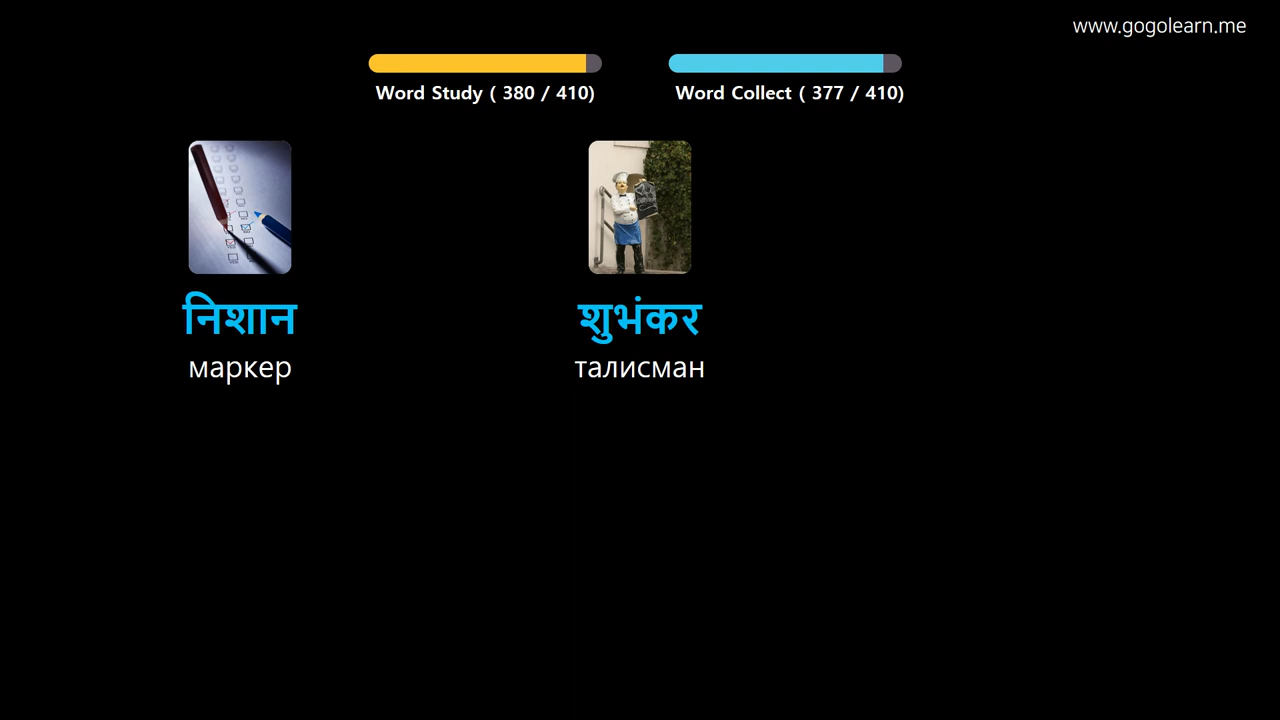 www.gogolearn.me
Word Study ( 380 / 410)
Word Collect ( 377 / 410)
निशान
маркер
शुभंकर
талисман